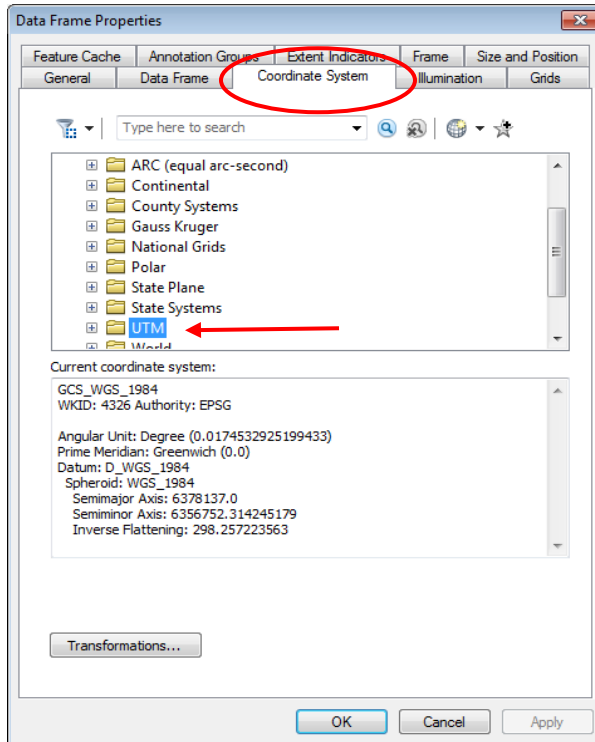 Data Frame Properties
Feature Cache Annotation Groups Extent Indicators Frame Size and Position
General Data Frame Coordinate System Illumination Grids
Type here to search
ARC (equal arc-second)
Continental
County Systems
Gauss Kruger
National Grids
Polar
State Plane
State Systems
UTM
World
Current coordinate system:
GCS_WGS_1984
WKID: 4326 Authority: EPSG
Angular Unit: Degree (0.0174532925199433)
Prime Meridian: Greenwich (0.0)
Datum: D_WGS_1984
Spheroid: WGS_1984
Semimajor Axis: 6378137.0
Semiminor Axis: 6356752.314245179
Inverse Flattening: 298.257223563
Transformations...
OK Cancel Apply